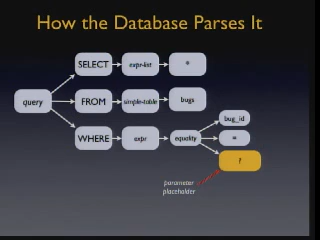 How the Database Parses It
SELECT
expr-list
*
query
FROM
simple-table
bugs
WHERE
expr
equality
bug_id
=
?
parameter
placeholder